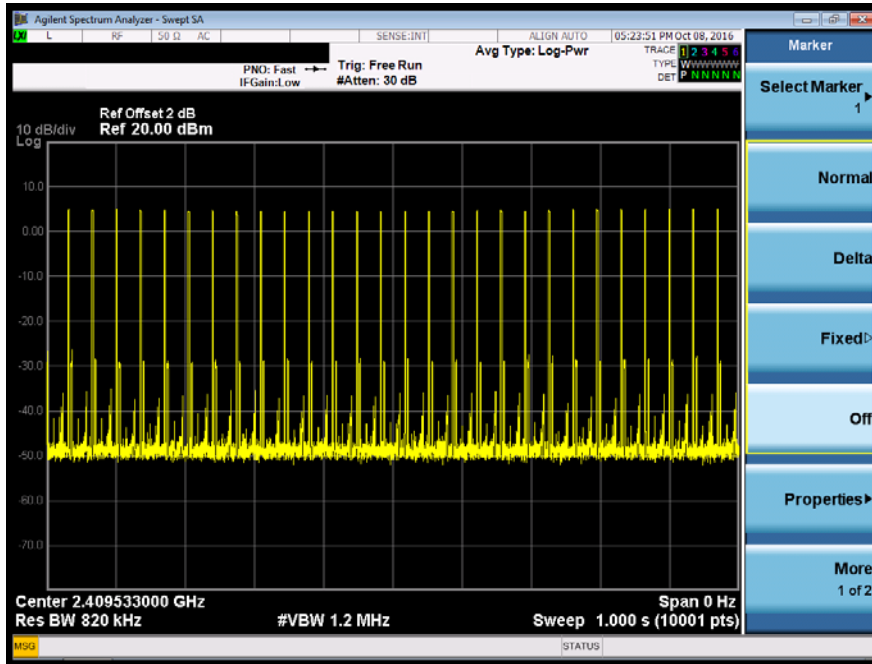 Agilent Spectrum Analyzer - Swept SA
LXI L RF 50 Ω AC SENSE:INT ALIGN AUTO 05:23:51 PM Oct 08, 2016
Marker
Avg Type: Log-Pwr
TRACE 1 2 3 4 5 6
TYPE WWWWWW
DET P N N N N N
PNO: Fast
IFGain:Low
Trig: Free Run
#Atten: 30 dB
Select Marker
1
10 dB/div
Log
Ref Offset 2 dB
Ref 20.00 dBm
10.0
0.00
-10.0
-20.0
-30.0
-40.0
-50.0
-60.0
-70.0
Normal
Delta
Fixed
Off
Properties
More
1 of 2
Center 2.409533000 GHz
Span 0 Hz
Res BW 820 kHz
#VBW 1.2 MHz
Sweep 1.000 s (10001 pts)
MSG
STATUS